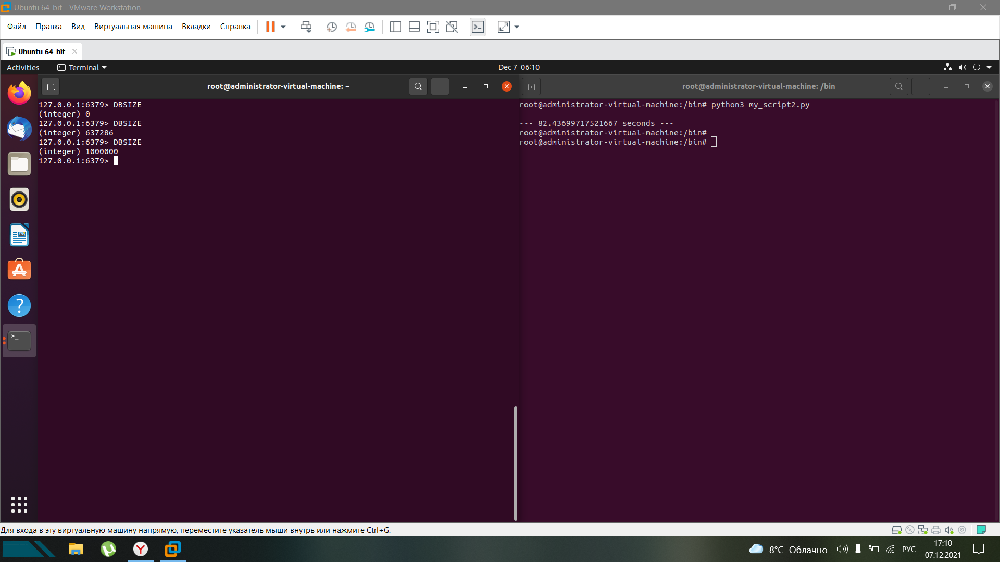 Ubuntu 64-bit - VMware Workstation
Файл Правка Вид Виртуальная машина Вкладки Справка
Ubuntu 64-bit
Activities Terminal Dec 7 06:10
root@administrator-virtual-machine: ~
127.0.0.1:6379> DBSIZE
(integer) 0
127.0.0.1:6379> DBSIZE
(integer) 637286
127.0.0.1:6379> DBSIZE
(integer) 1000000
127.0.0.1:6379>
root@administrator-virtual-machine: /bin
root@administrator-virtual-machine:/bin# python3 my_script2.py
--- 82.43699717521667 seconds ---
root@administrator-virtual-machine:/bin#
root@administrator-virtual-machine:/bin#
Для входа в эту виртуальную машину напрямую, переместите указатель мыши внутрь или нажмите Ctrl+G.
8°C Облачно РУС
17:10
07.12.2021